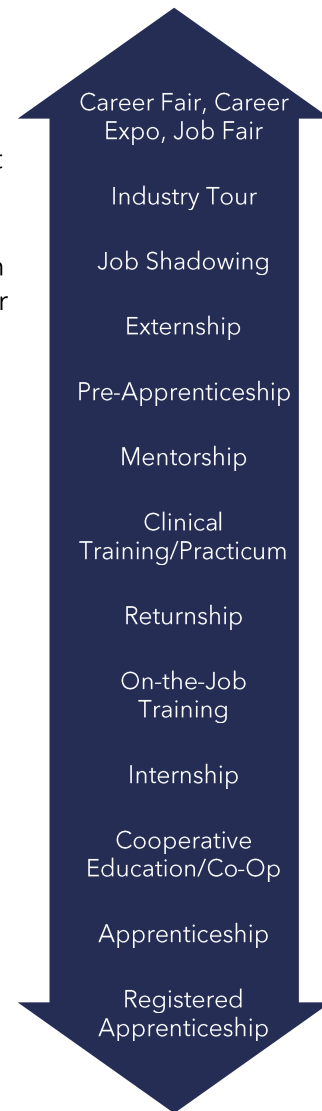 Career Fair, Career
Expo, Job Fair
Industry Tour
Job Shadowing
Externship
Pre-Apprenticeship
Mentorship
Clinical
Training/Practicum
Returnship
On-the-Job
Training
Internship
Cooperative
Education/Co-Op
Apprenticeship
Registered
Apprenticeship